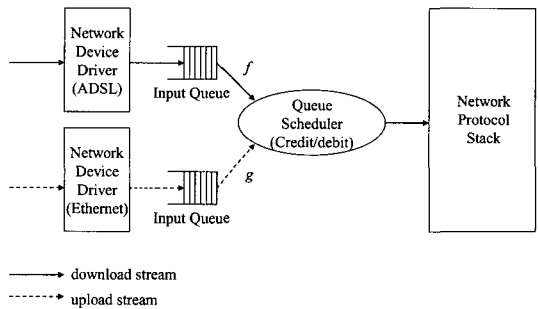 Network
Device
Driver
(ADSL)
Input Queue
f
Queue
Scheduler
(Credit/debit)
Network
Protocol
Stack
Network
Device
Driver
(Ethernet)
Input Queue
g
download stream
upload stream